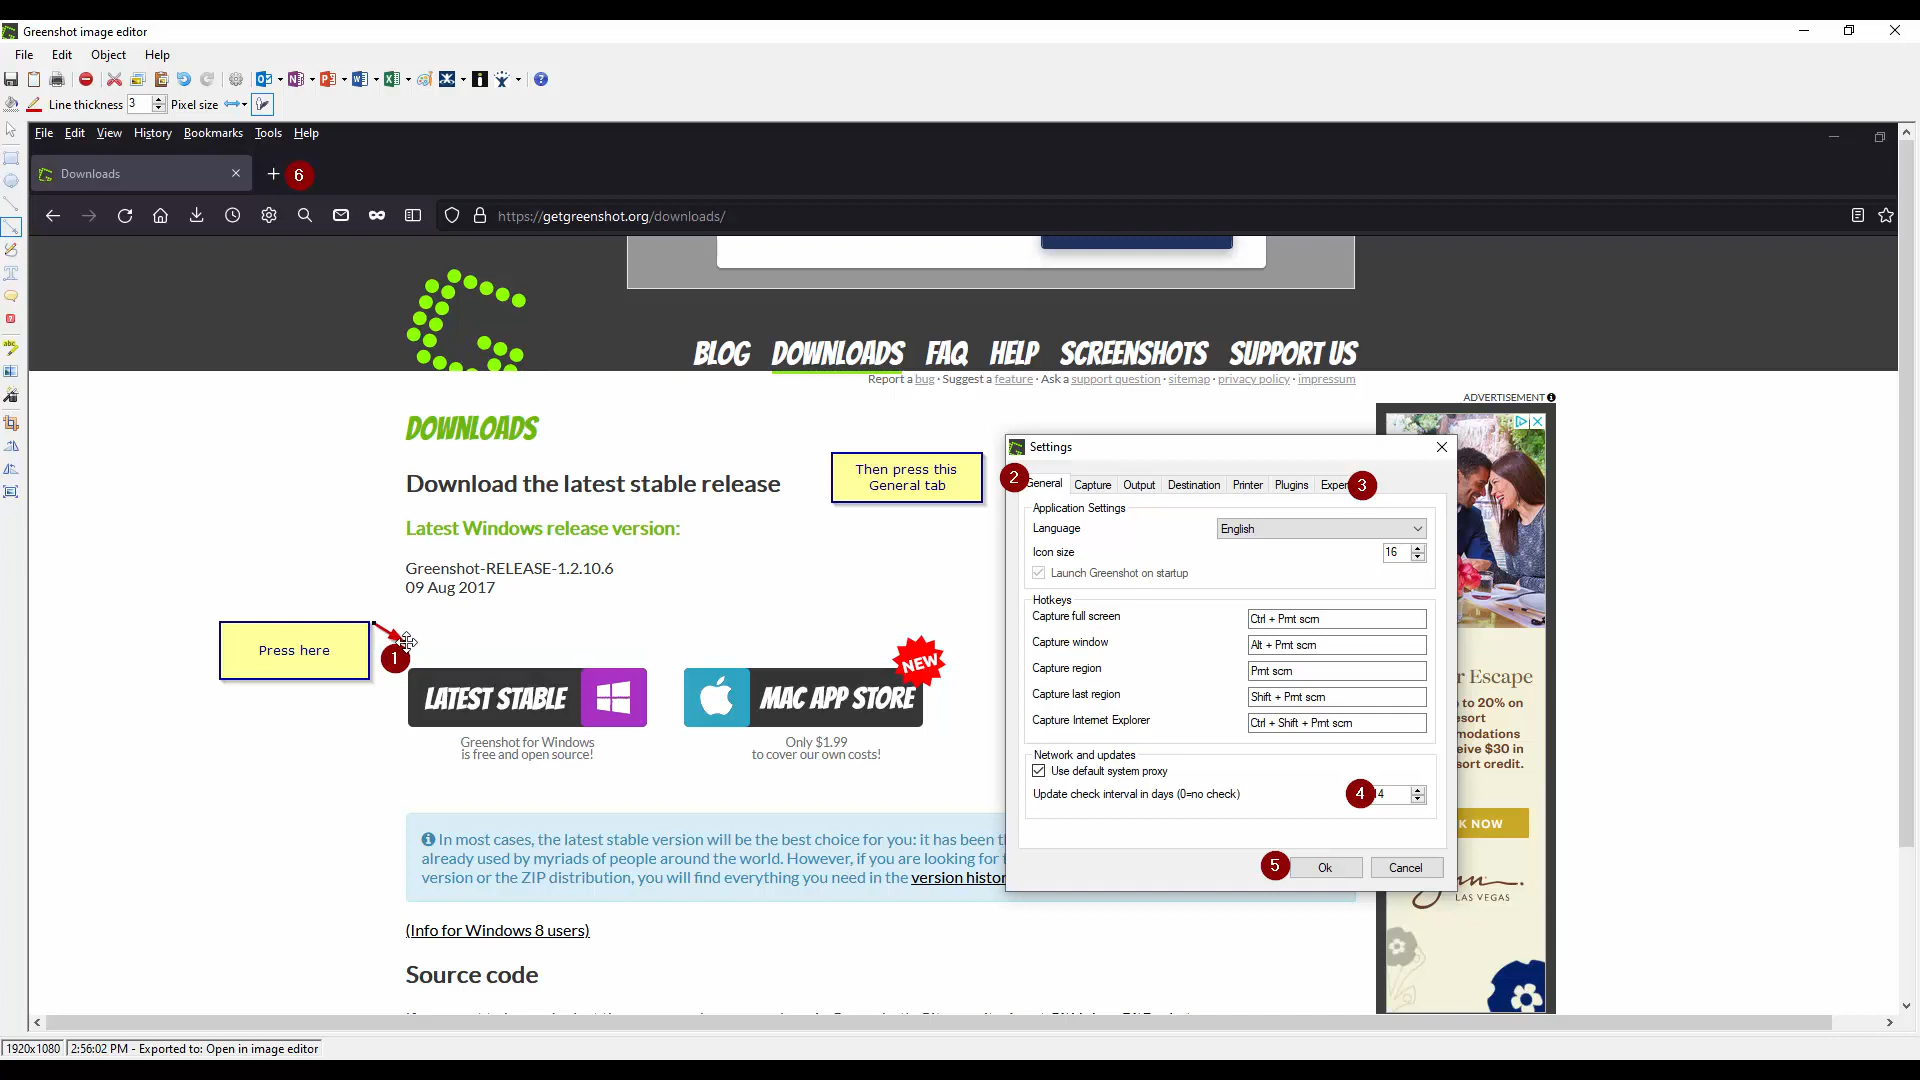 Greenshot image editor
File Edit Object Help
Line thickness 3 Pixel size
File Edit View History Bookmarks Tools Help
Downloads
6
https://getgreenshot.org/downloads/
BLOG DOWNLOADS FAQ HELP SCREENSHOTS SUPPORT US
Report a bug · Suggest a feature · Ask a support question · sitemap · privacy policy · impressum
ADVERTISEMENT
DOWNLOADS
Download the latest stable release
Latest Windows release version:
Greenshot-RELEASE-1.2.10.6
09 Aug 2017
Press here
1
Then press this
General tab
LATEST STABLE
Greenshot for Windows
is free and open source!
NEW
MAC APP STORE
Only $1.99
to cover our own costs!
In most cases, the latest stable version will be the best choice for you: it has been
already used by myriads of people around the world. However, if you are looking for
version or the ZIP distribution, you will find everything you need in the version histor
(Info for Windows 8 users)
Source code
Settings
2
General Capture Output Destination Printer Plugins Exper
3
Application Settings
Language English
Icon size 16
Launch Greenshot on startup
Hotkeys
Capture full screen Ctrl + Prnt scrn
Capture window Alt + Prnt scrn
Capture region Prnt scrn
Capture last region Shift + Prnt scrn
Capture Internet Explorer Ctrl + Shift + Prnt scrn
Network and updates
Use default system proxy
Update check interval in days (0=no check) 4 14
5
Ok Cancel
r Escape
to 20% on
esort
modations
eive $30 in
sort credit.
K NOW
LAS VEGAS
1920x1080 2:56:02 PM - Exported to: Open in image editor